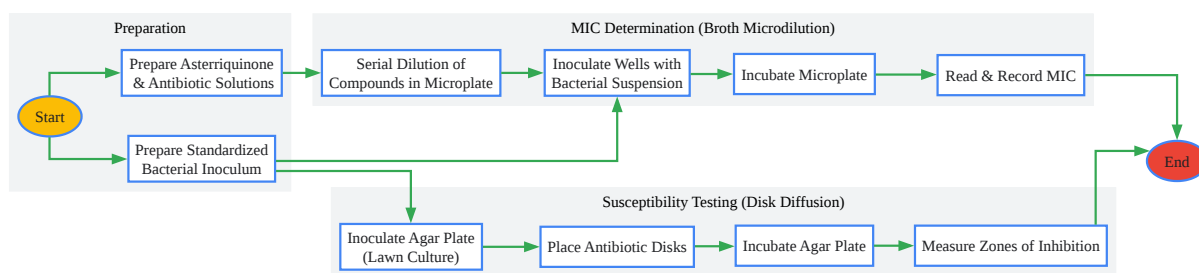 Preparation
MIC Determination (Broth Microdilution)
Prepare Asterriquinone
& Antibiotic Solutions
Serial Dilution of
Compounds in Microplate
Inoculate Wells with
Bacterial Suspension
Incubate Microplate
Read & Record MIC
Start
Prepare Standardized
Bacterial Inoculum
End
Susceptibility Testing (Disk Diffusion)
Inoculate Agar Plate
(Lawn Culture)
Place Antibiotic Disks
Incubate Agar Plate
Measure Zones of Inhibition